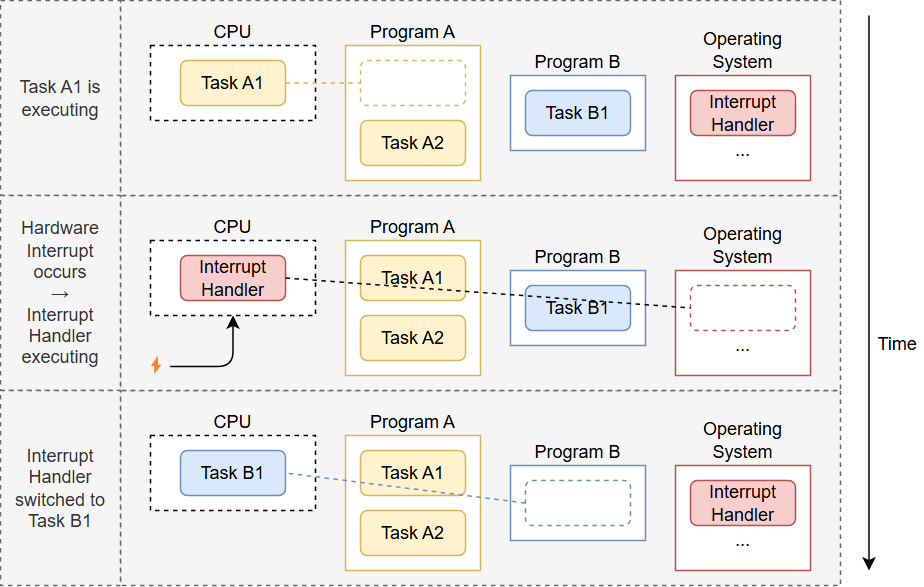 Task A1 is
executing
CPU
Task A1
Program A
Task A2
Program B
Task B1
Operating
System
Interrupt
Handler
...
Hardware
Interrupt
occurs
→
Interrupt
Handler
executing
CPU
Interrupt
Handler
Program A
Task A1
Task A2
Program B
Task B1
Operating
System
...
Interrupt
Handler
switched to
Task B1
CPU
Task B1
Program A
Task A1
Task A2
Program B
Operating
System
Interrupt
Handler
...
Time